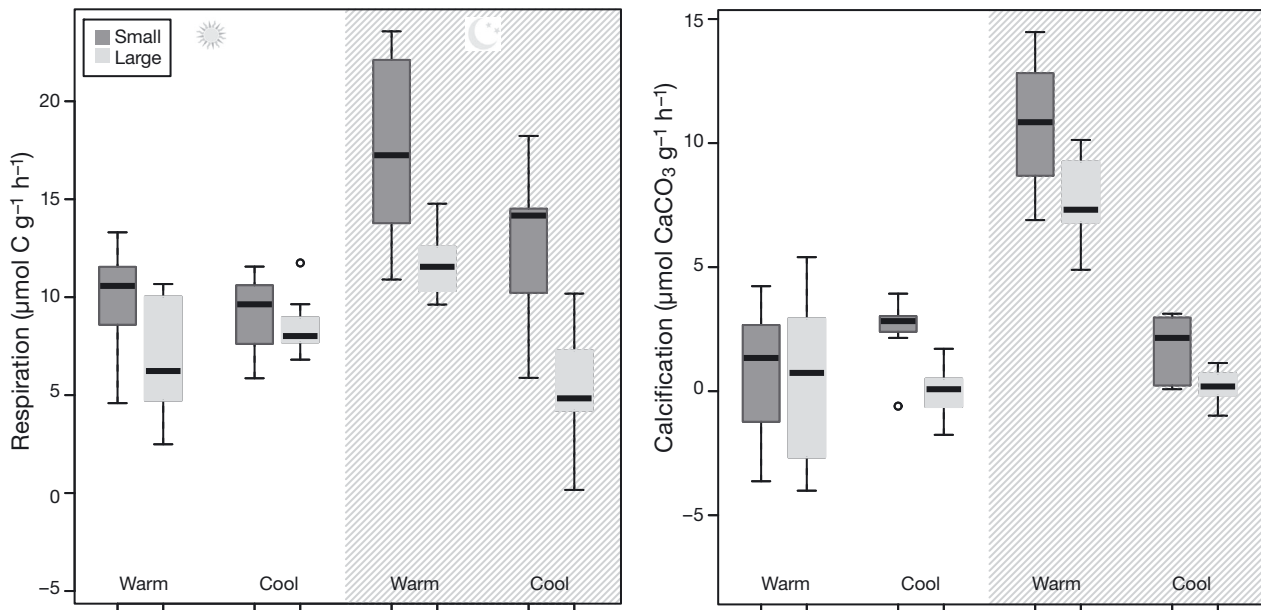 Small
Large
Respiration (µmol C g⁻¹ h⁻¹)
20
15
10
5
0
−5
Warm Cool Warm Cool
Calcification (µmol CaCO₃ g⁻¹ h⁻¹)
15
10
5
0
−5
Warm Cool Warm Cool